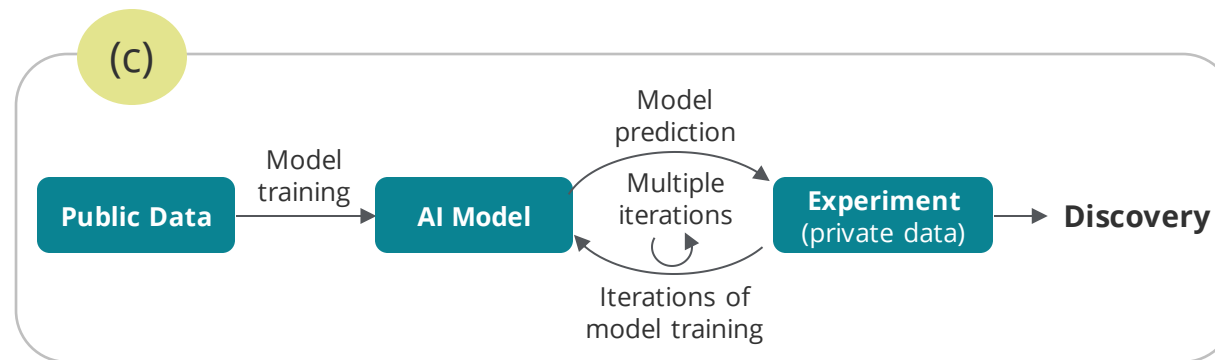 (c)
Public Data
Model
training
AI Model
Model
prediction
Multiple
iterations
Iterations of
model training
Experiment
(private data)
Discovery